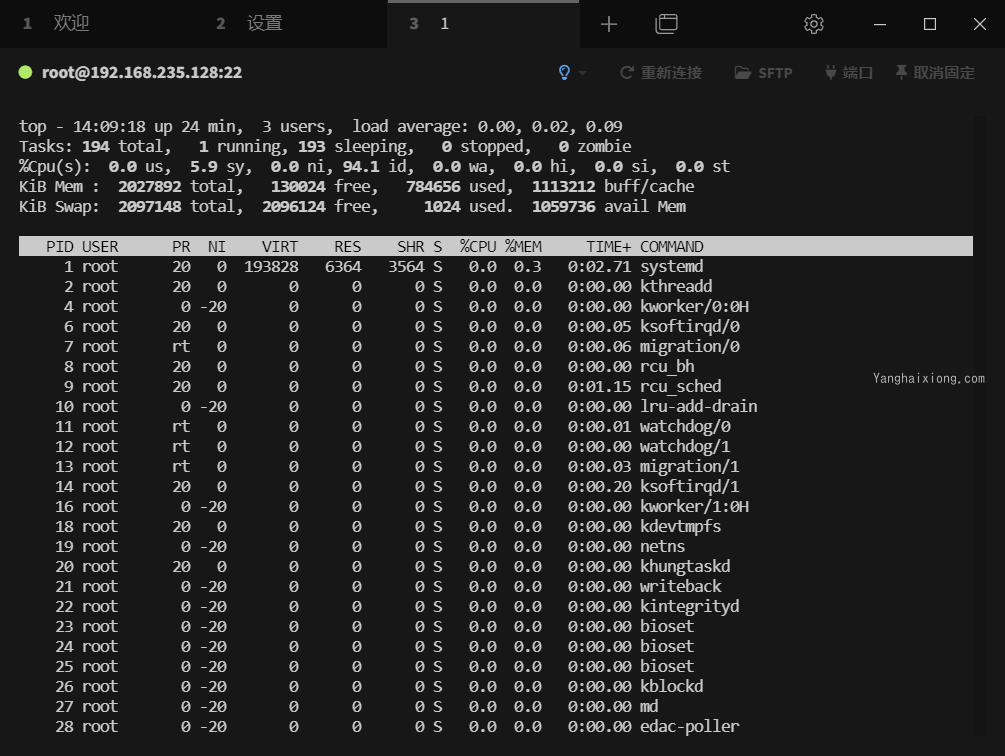 1 欢迎 2 设置 3 1
root@192.168.235.128:22 重新连接 SFTP 端口 取消固定
top - 14:09:18 up 24 min,  3 users,  load average: 0.00, 0.02, 0.09
Tasks: 194 total,   1 running, 193 sleeping,   0 stopped,   0 zombie
%Cpu(s):  0.0 us,  5.9 sy,  0.0 ni, 94.1 id,  0.0 wa,  0.0 hi,  0.0 si,  0.0 st
KiB Mem :  2027892 total,   130024 free,   784656 used,  1113212 buff/cache
KiB Swap:  2097148 total,  2096124 free,     1024 used.  1059736 avail Mem
PID USER PR NI VIRT RES SHR S %CPU %MEM TIME+ COMMAND
1 root 20 0 193828 6364 3564 S 0.0 0.3 0:02.71 systemd
2 root 20 0 0 0 0 S 0.0 0.0 0:00.00 kthreadd
4 root 0 -20 0 0 0 S 0.0 0.0 0:00.00 kworker/0:0H
6 root 20 0 0 0 0 S 0.0 0.0 0:00.05 ksoftirqd/0
7 root rt 0 0 0 0 S 0.0 0.0 0:00.06 migration/0
8 root 20 0 0 0 0 S 0.0 0.0 0:00.00 rcu_bh
Yanghaixiong.com
9 root 20 0 0 0 0 S 0.0 0.0 0:01.15 rcu_sched
10 root 0 -20 0 0 0 S 0.0 0.0 0:00.00 lru-add-drain
11 root rt 0 0 0 0 S 0.0 0.0 0:00.01 watchdog/0
12 root rt 0 0 0 0 S 0.0 0.0 0:00.00 watchdog/1
13 root rt 0 0 0 0 S 0.0 0.0 0:00.03 migration/1
14 root 20 0 0 0 0 S 0.0 0.0 0:00.20 ksoftirqd/1
16 root 0 -20 0 0 0 S 0.0 0.0 0:00.00 kworker/1:0H
18 root 20 0 0 0 0 S 0.0 0.0 0:00.00 kdevtmpfs
19 root 0 -20 0 0 0 S 0.0 0.0 0:00.00 netns
20 root 20 0 0 0 0 S 0.0 0.0 0:00.00 khungtaskd
21 root 0 -20 0 0 0 S 0.0 0.0 0:00.00 writeback
22 root 0 -20 0 0 0 S 0.0 0.0 0:00.00 kintegrityd
23 root 0 -20 0 0 0 S 0.0 0.0 0:00.00 bioset
24 root 0 -20 0 0 0 S 0.0 0.0 0:00.00 bioset
25 root 0 -20 0 0 0 S 0.0 0.0 0:00.00 bioset
26 root 0 -20 0 0 0 S 0.0 0.0 0:00.00 kblockd
27 root 0 -20 0 0 0 S 0.0 0.0 0:00.00 md
28 root 0 -20 0 0 0 S 0.0 0.0 0:00.00 edac-poller